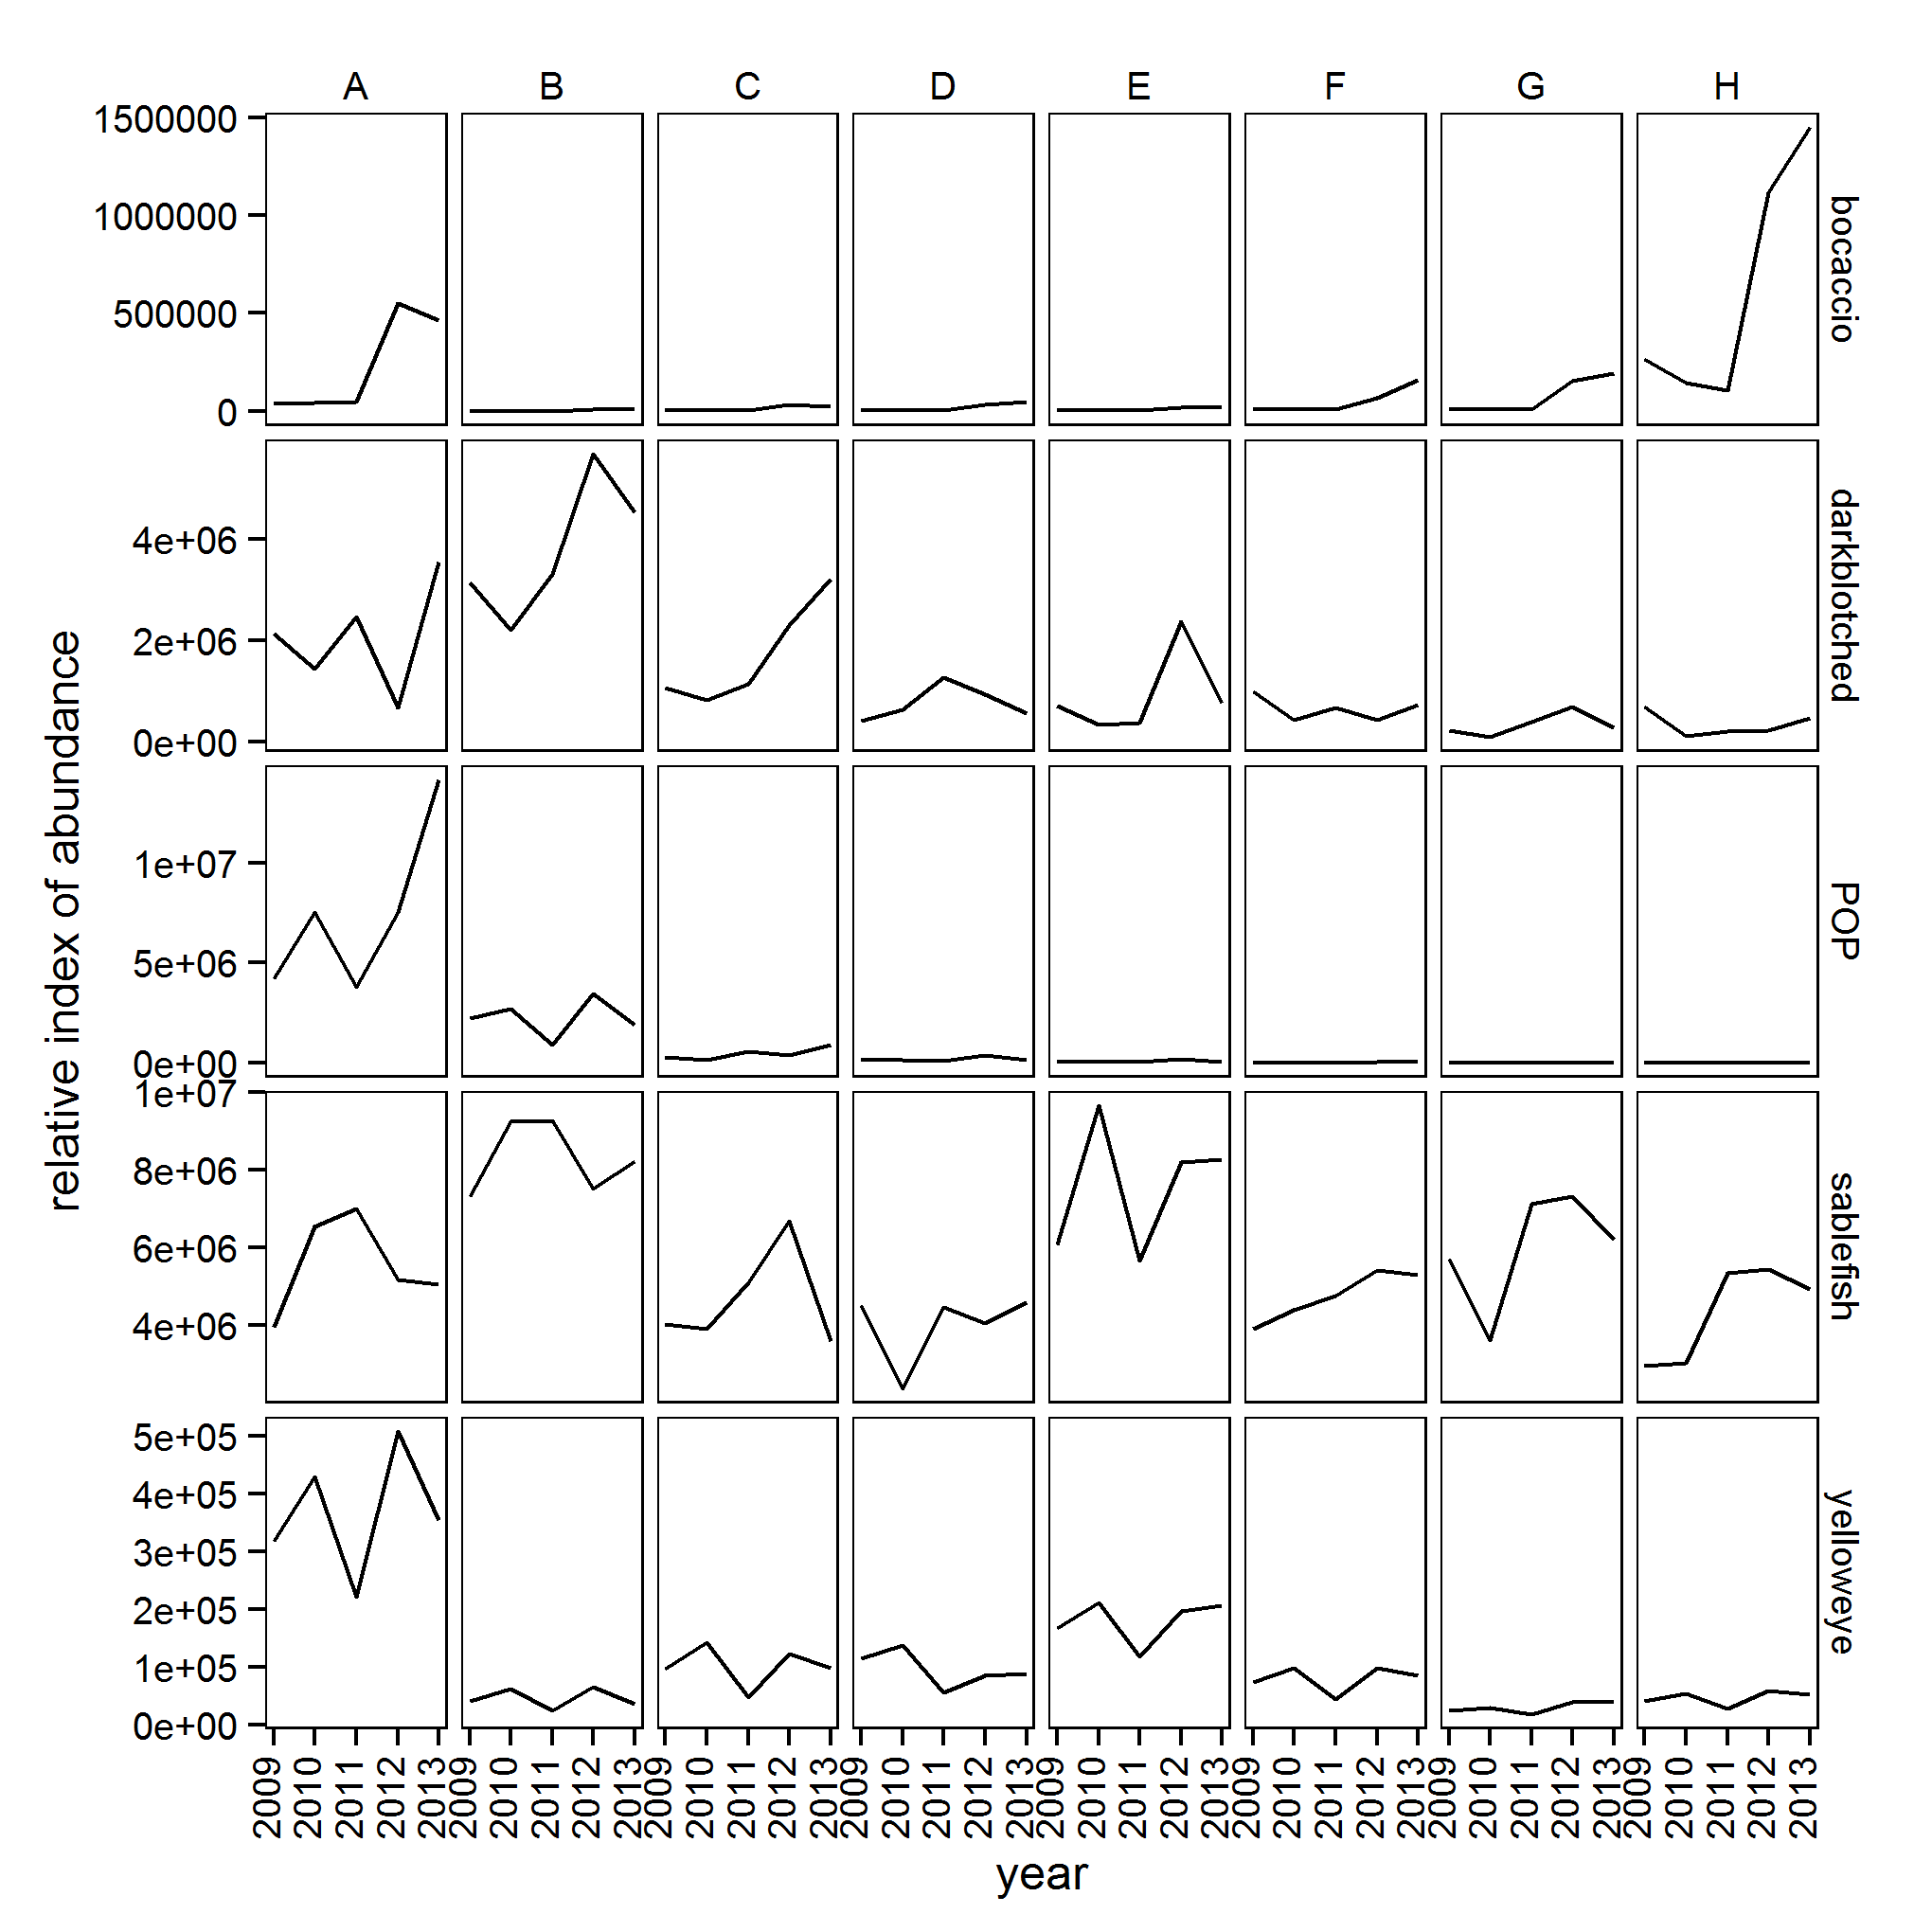 A B C D E F G H
1500000
1000000
500000
0
bocaccio
4e+06
2e+06
0e+00
darkblotched
1e+07
5e+06
0e+00
POP
1e+07
8e+06
6e+06
4e+06
sablefish
5e+05
4e+05
3e+05
2e+05
1e+05
0e+00
yelloweye
relative index of abundance
2009 2010 2011 2012 2013 2009 2010 2011 2012 2013 2009 2010 2011 2012 2013 2009 2010 2011 2012 2013 2009 2010 2011 2012 2013 2009 2010 2011 2012 2013 2009 2010 2011 2012 2013 2009 2010 2011 2012 2013
year